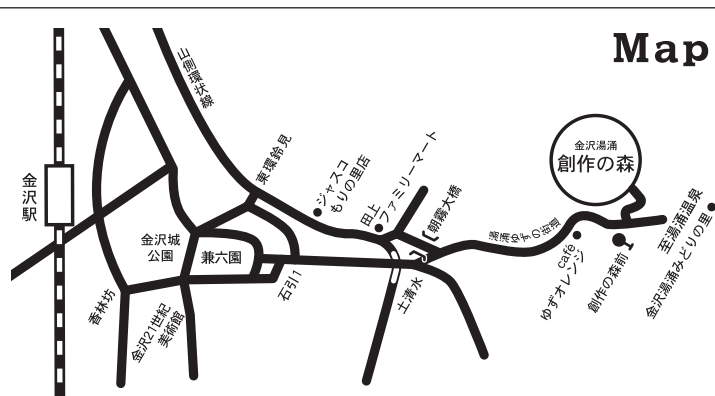 Map
山側環状線
金沢湯涌
創作の森
東環鈴見
ジャスコ
もりの里店
田上
ファミリーマート
朝霧大橋
金沢駅
湯涌ゆずの街道
至湯涌温泉
金沢湯涌みどりの里
café
ゆずオレンジ
創作の森前
金沢城
公園
兼六園
石引1
土清水
香林坊
金沢21世紀
美術館